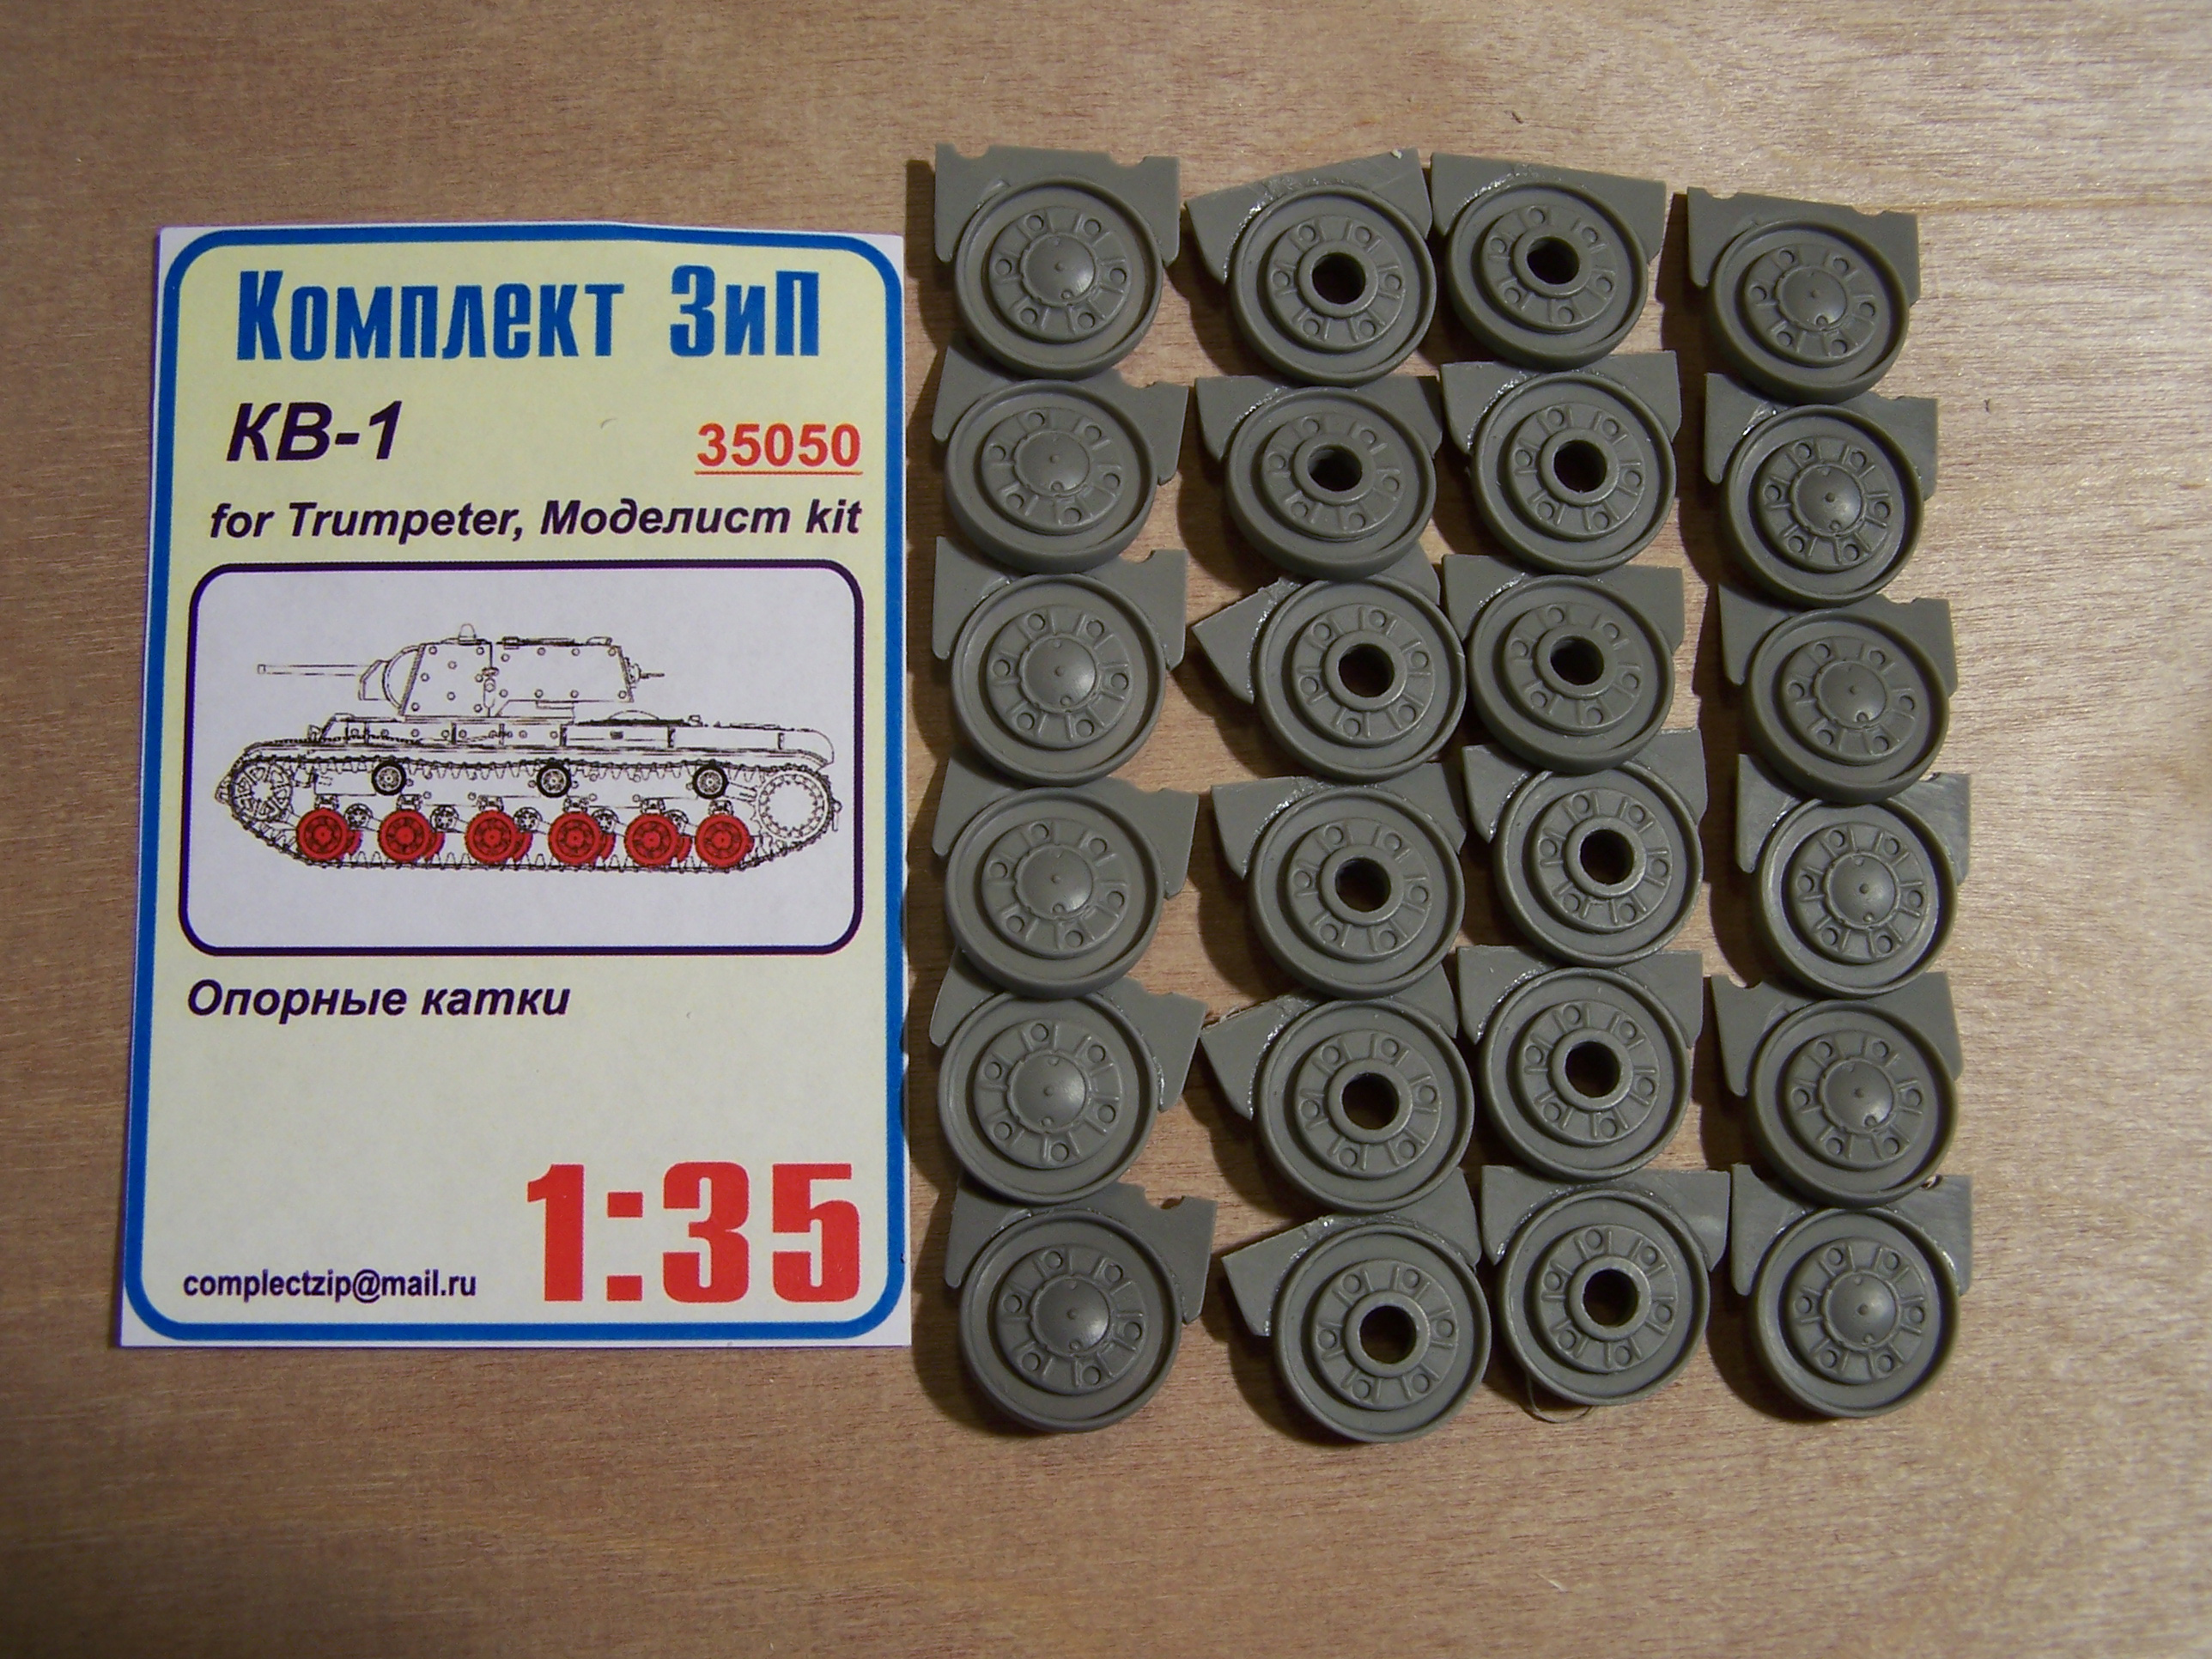 Комплект ЗиП
КВ-1
35050
for Trumpeter, Моделист kit
Опорные катки
1:35
complectzip@mail.ru